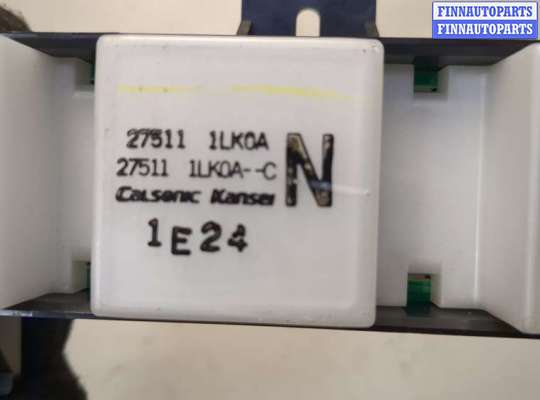 FINNAUTOPARTS
FINNAUTOPARTS
27511 1LK0A
27511 1LK0A--C
N
Calsonic Kansei
1E24